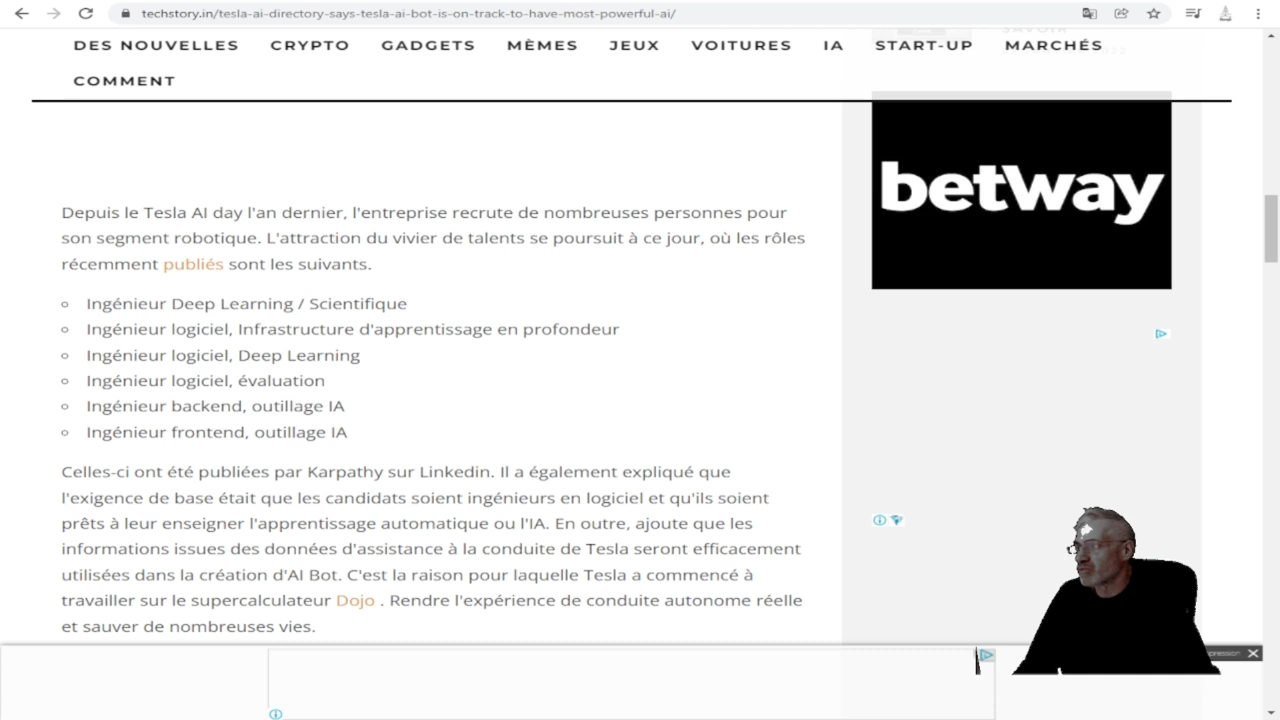 techstory.in/tesla-ai-directory-says-tesla-ai-bot-is-on-track-to-have-most-powerful-ai/
DES NOUVELLES CRYPTO GADGETS MÈMES JEUX VOITURES IA START-UP MARCHÉS
COMMENT
betway
Depuis le Tesla AI day l'an dernier, l'entreprise recrute de nombreuses personnes pour
son segment robotique. L'attraction du vivier de talents se poursuit à ce jour, où les rôles
récemment publiés sont les suivants.
Ingénieur Deep Learning / Scientifique
Ingénieur logiciel, Infrastructure d'apprentissage en profondeur
Ingénieur logiciel, Deep Learning
Ingénieur logiciel, évaluation
Ingénieur backend, outillage IA
Ingénieur frontend, outillage IA
Celles-ci ont été publiées par Karpathy sur Linkedin. Il a également expliqué que
l'exigence de base était que les candidats soient ingénieurs en logiciel et qu'ils soient
prêts à leur enseigner l'apprentissage automatique ou l'IA. En outre, ajoute que les
informations issues des données d'assistance à la conduite de Tesla seront efficacement
utilisées dans la création d'AI Bot. C'est la raison pour laquelle Tesla a commencé à
travailler sur le supercalculateur Dojo . Rendre l'expérience de conduite autonome réelle
et sauver de nombreuses vies.